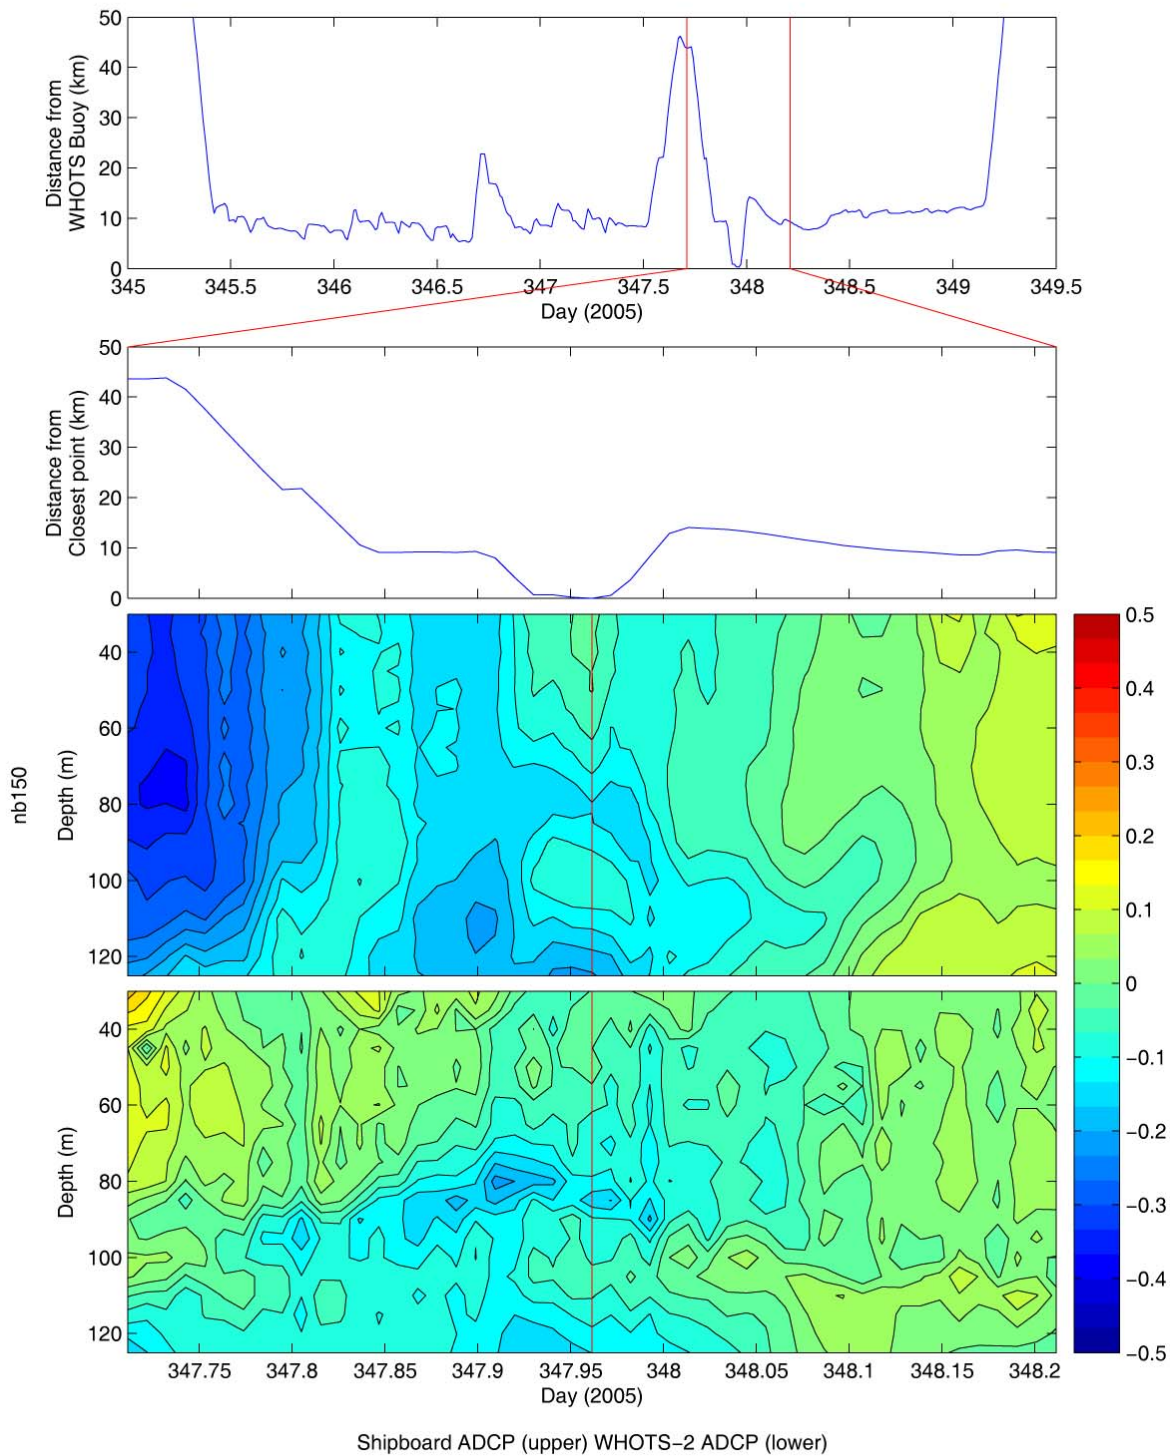 Distance from
WHOTS Buoy (km)
50
40
30
20
10
0
345 345.5 346 346.5 347 347.5 348 348.5 349 349.5
Day (2005)
Distance from
Closest point (km)
50
40
30
20
10
0
nb150
Depth (m)
40
60
80
100
120
Depth (m)
40
60
80
100
120
347.75 347.8 347.85 347.9 347.95 348 348.05 348.1 348.15 348.2
Day (2005)
0.5
0.4
0.3
0.2
0.1
0
−0.1
−0.2
−0.3
−0.4
−0.5
Shipboard ADCP (upper) WHOTS−2 ADCP (lower)